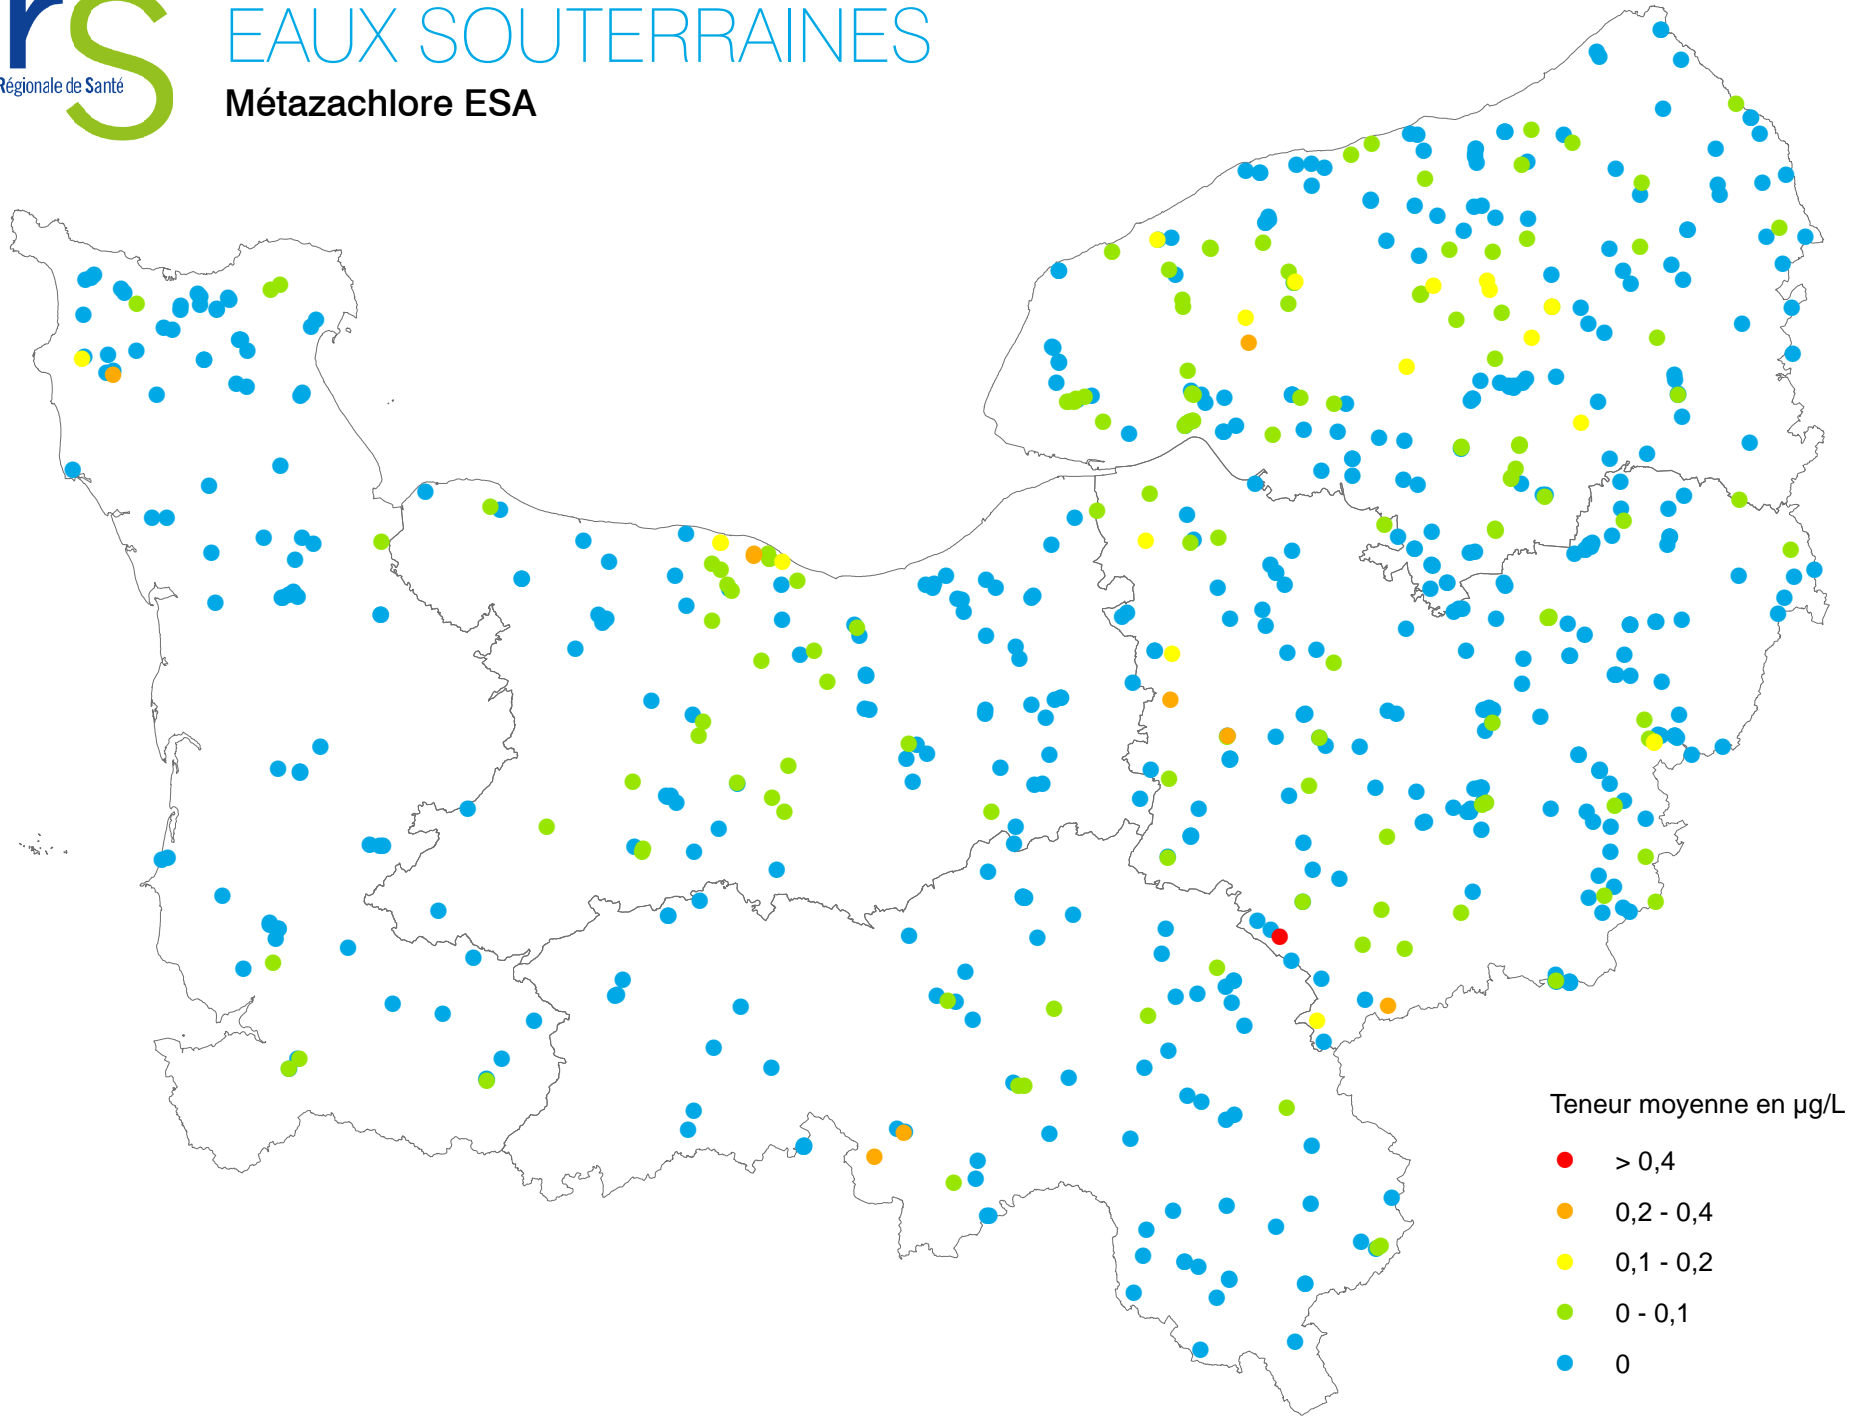 rS
EAUX SOUTERRAINES
Régionale de Santé
Métazachlore ESA
Teneur moyenne en µg/L
> 0,4
0,2 - 0,4
0,1 - 0,2
0 - 0,1
0